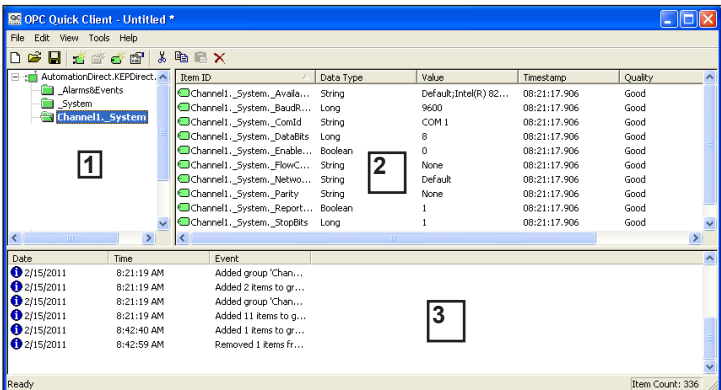 OPC Quick Client - Untitled *
File Edit View Tools Help
AutomationDirect.KEPDirect.
_Alarms&Events
_System
Channel1._System
1
Item ID Data Type Value Timestamp Quality
Channel1._System._Availa... String Default;Intel(R) 82... 08:21:17.906 Good
Channel1._System._BaudR... Long 9600 08:21:17.906 Good
Channel1._System._ComId String COM 1 08:21:17.906 Good
Channel1._System._DataBits Long 8 08:21:17.906 Good
Channel1._System._Enable... Boolean 0 08:21:17.906 Good
Channel1._System._FlowC... String None 08:21:17.906 Good
Channel1._System._Netwo... String Default 08:21:17.906 Good
Channel1._System._Parity String None 08:21:17.906 Good
Channel1._System._Report... Boolean 1 08:21:17.906 Good
Channel1._System._StopBits Long 1 08:21:17.906 Good
2
Date Time Event
2/15/2011 8:21:19 AM Added group 'Chan...
2/15/2011 8:21:19 AM Added 2 items to gr...
2/15/2011 8:21:19 AM Added group 'Chan...
2/15/2011 8:21:19 AM Added 11 items to g...
2/15/2011 8:42:40 AM Added 1 items to gr...
2/15/2011 8:42:59 AM Removed 1 items fr...
3
Ready Item Count: 336